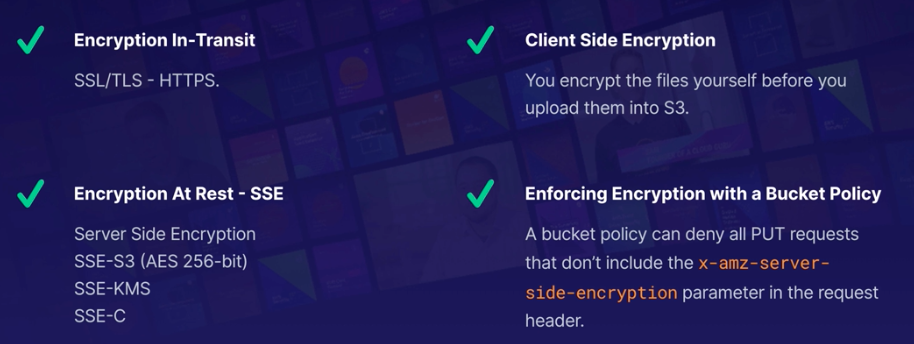 Encryption In-Transit
SSL/TLS - HTTPS.
Client Side Encryption
You encrypt the files yourself before you
upload them into S3.
Encryption At Rest - SSE
Server Side Encryption
SSE-S3 (AES 256-bit)
SSE-KMS
SSE-C
Enforcing Encryption with a Bucket Policy
A bucket policy can deny all PUT requests
that don’t include the x-amz-server-
side-encryption parameter in the request
header.